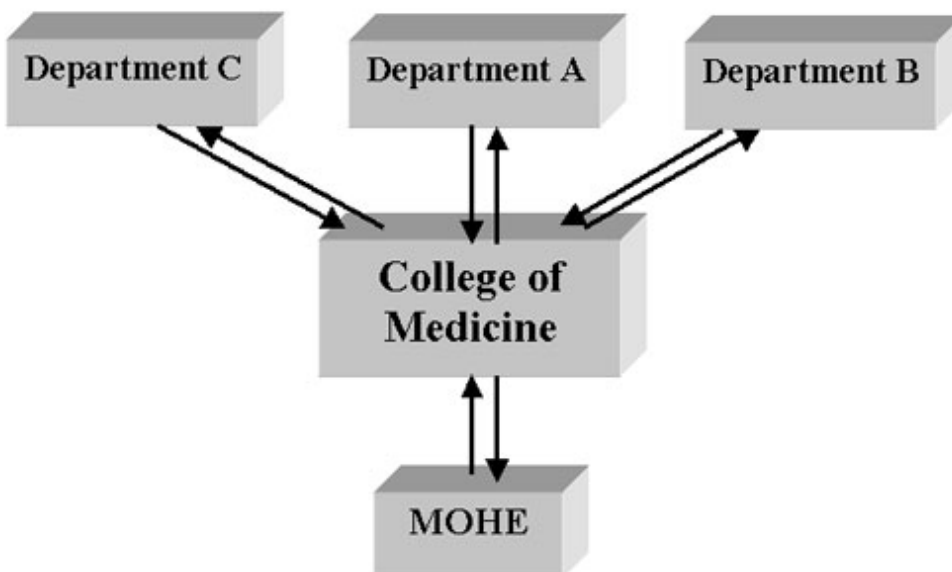 Department C
Department A
Department B
College of
Medicine
MOHE